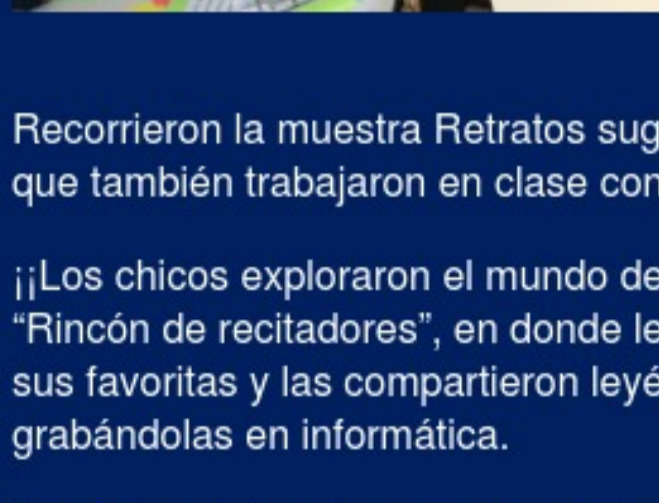 Recorrieron la muestra Retratos sug
que también trabajaron en clase con
¡¡Los chicos exploraron el mundo de
“Rincón de recitadores”, en donde le
sus favoritas y las compartieron leyé
grabándolas en informática.